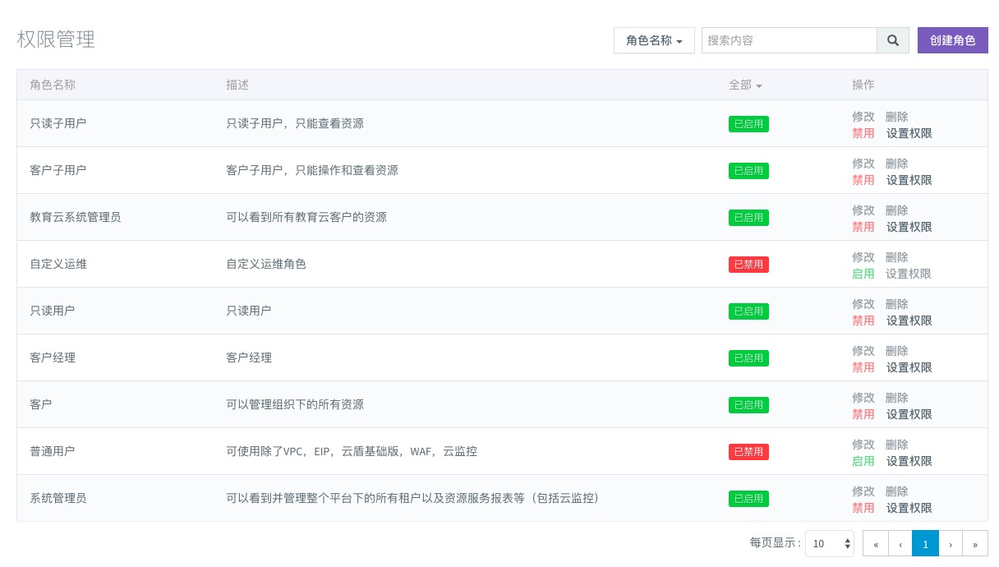 权限管理
角色名称
搜索内容
创建角色
角色名称 描述 全部 操作
只读子用户 只读子用户，只能查看资源 已启用 修改 删除
禁用 设置权限
客户子用户 客户子用户，只能操作和查看资源 已启用 修改 删除
禁用 设置权限
教育云系统管理员 可以看到所有教育云客户的资源 已启用 修改 删除
禁用 设置权限
自定义运维 自定义运维角色 已禁用 修改 删除
启用 设置权限
只读用户 只读用户 已启用 修改 删除
禁用 设置权限
客户经理 客户经理 已启用 修改 删除
禁用 设置权限
客户 可以管理组织下的所有资源 已启用 修改 删除
禁用 设置权限
普通用户 可使用除了VPC，EIP，云盾基础版，WAF，云监控 已禁用 修改 删除
启用 设置权限
系统管理员 可以看到并管理整个平台下的所有租户以及资源服务报表等（包括云监控） 已启用 修改 删除
禁用 设置权限
每页显示： 10 « ‹ 1 › »